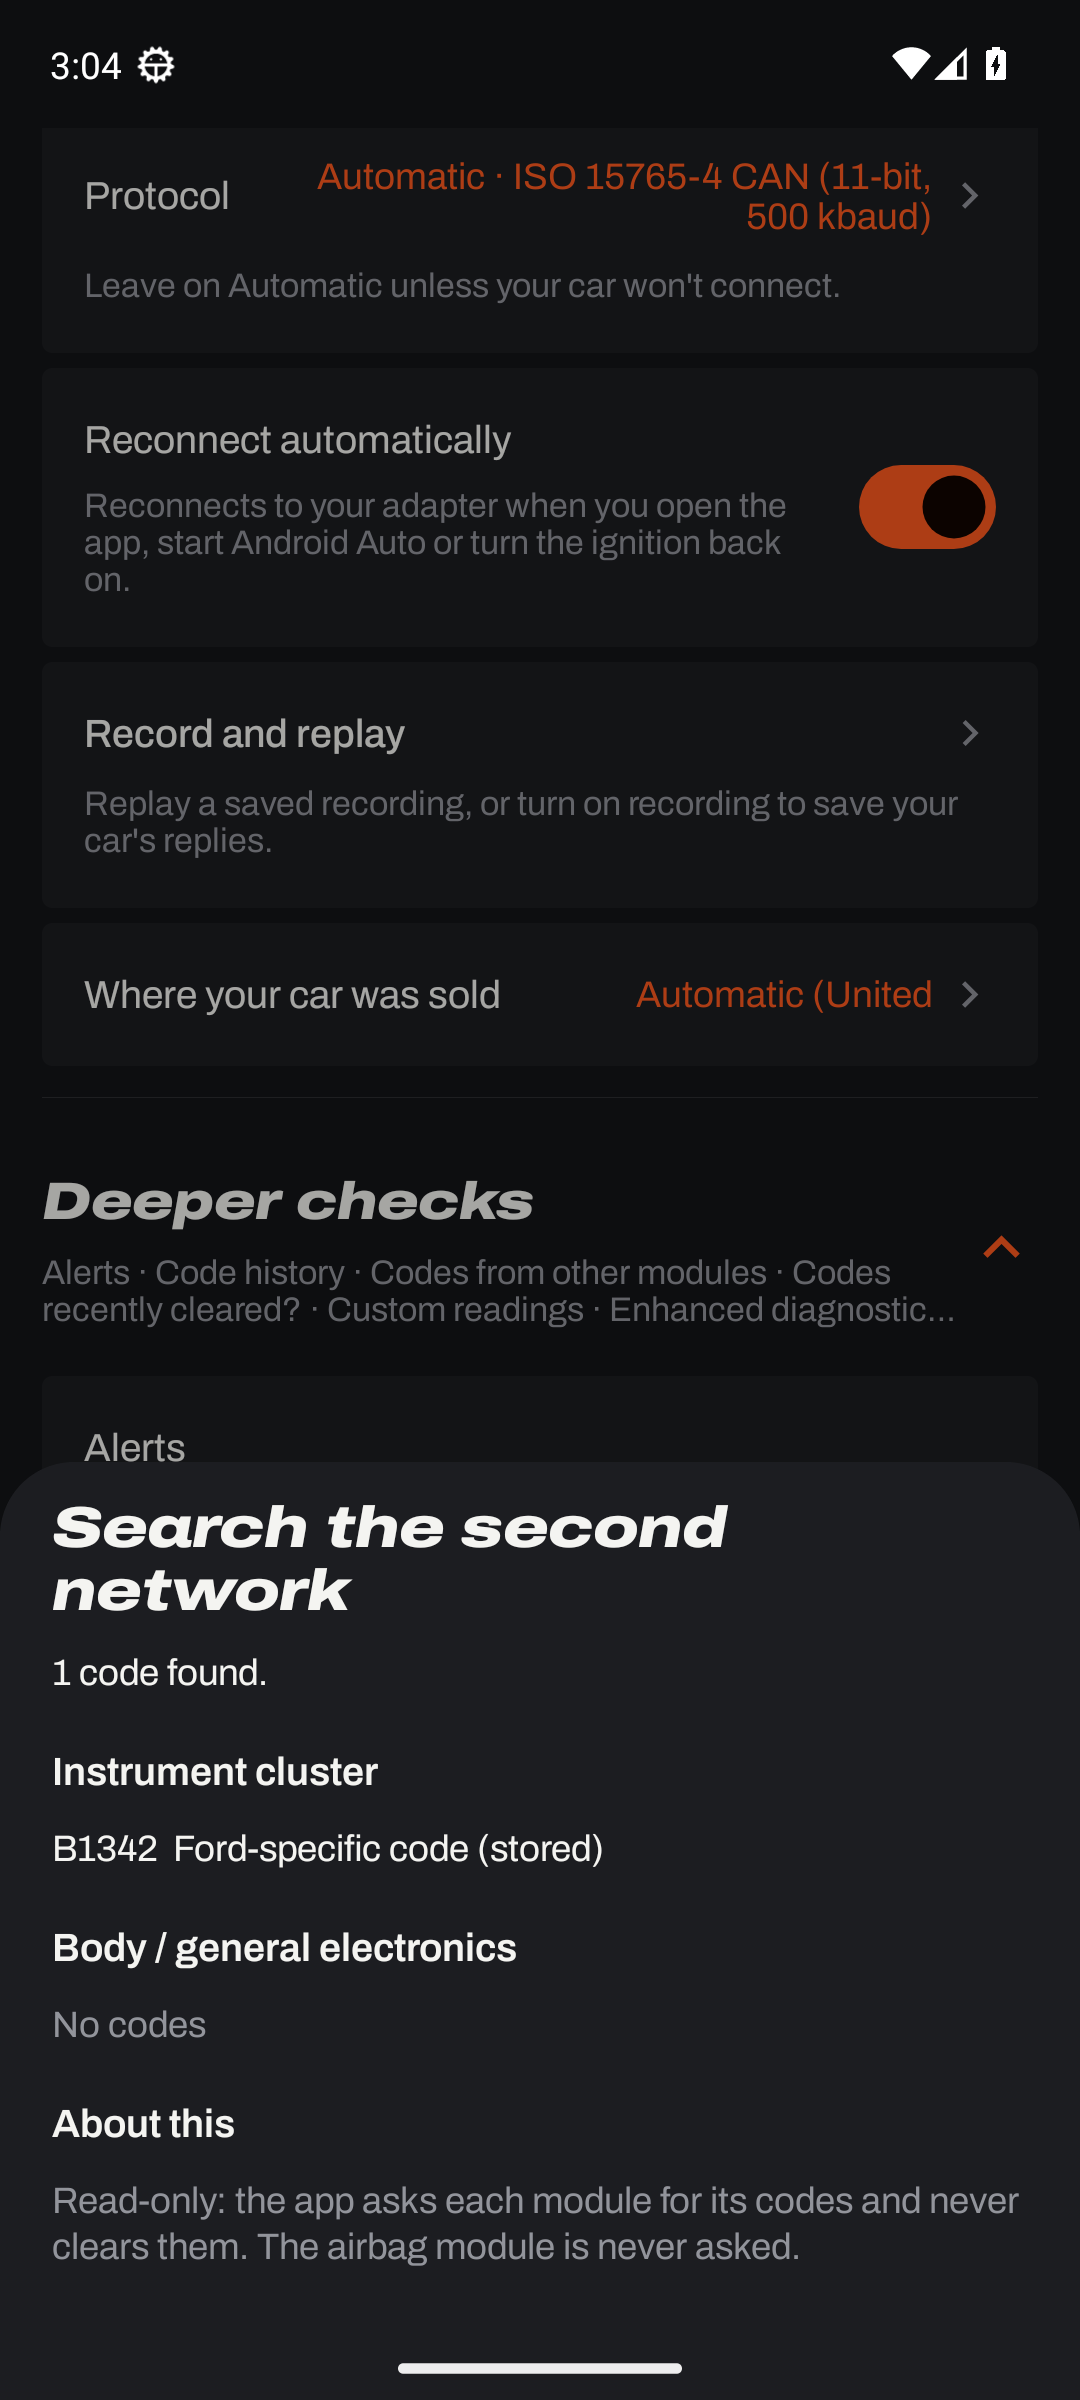 3:04
Protocol
Automatic · ISO 15765-4 CAN (11-bit,
500 kbaud)
Leave on Automatic unless your car won't connect.
Reconnect automatically
Reconnects to your adapter when you open the
app, start Android Auto or turn the ignition back
on.
Record and replay
Replay a saved recording, or turn on recording to save your
car's replies.
Where your car was sold
Automatic (United
Deeper checks
Alerts · Code history · Codes from other modules · Codes
recently cleared? · Custom readings · Enhanced diagnostic...
Alerts
Search the second
network
1 code found.
Instrument cluster
B1342 Ford-specific code (stored)
Body / general electronics
No codes
About this
Read-only: the app asks each module for its codes and never
clears them. The airbag module is never asked.